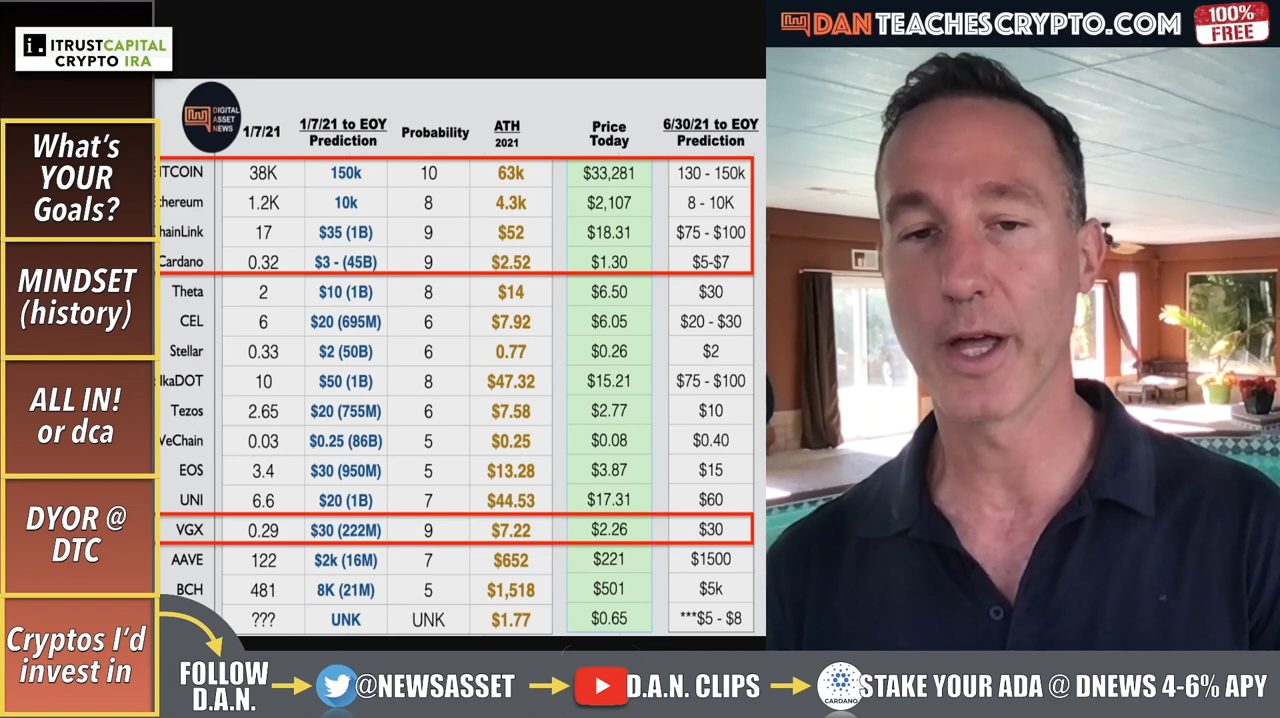 DANTEACHESCRYPTO.COM
100%
FREE
ITRUSTCAPITAL
CRYPTO IRA
What's
YOUR
Goals?
MINDSET
(history)
ALL IN!
or dca
DYOR @
DTC
Cryptos I'd
invest in
DIGITAL
ASSET
NEWS
1/7/21 1/7/21 to EOY Prediction Probability ATH 2021 Price Today 6/30/21 to EOY Prediction
ITCOIN 38K 150k 10 63k $33,281 130 - 150k
thereum 1.2K 10k 8 4.3k $2,107 8 - 10K
hainLink 17 $35 (1B) 9 $52 $18.31 $75 - $100
Cardano 0.32 $3 - (45B) 9 $2.52 $1.30 $5-$7
Theta 2 $10 (1B) 8 $14 $6.50 $30
CEL 6 $20 (695M) 6 $7.92 $6.05 $20 - $30
Stellar 0.33 $2 (50B) 6 0.77 $0.26 $2
lkaDOT 10 $50 (1B) 8 $47.32 $15.21 $75 - $100
Tezos 2.65 $20 (755M) 6 $7.58 $2.77 $10
VeChain 0.03 $0.25 (86B) 5 $0.25 $0.08 $0.40
EOS 3.4 $30 (950M) 5 $13.28 $3.87 $15
UNI 6.6 $20 (1B) 7 $44.53 $17.31 $60
VGX 0.29 $30 (222M) 9 $7.22 $2.26 $30
AAVE 122 $2k (16M) 7 $652 $221 $1500
BCH 481 8K (21M) 5 $1,518 $501 $5k
??? UNK UNK $1.77 $0.65 ***$5 - $8
FOLLOW
D.A.N.
@NEWSASSET
D.A.N. CLIPS
CARDANO
STAKE YOUR ADA @ DNEWS 4-6% APY